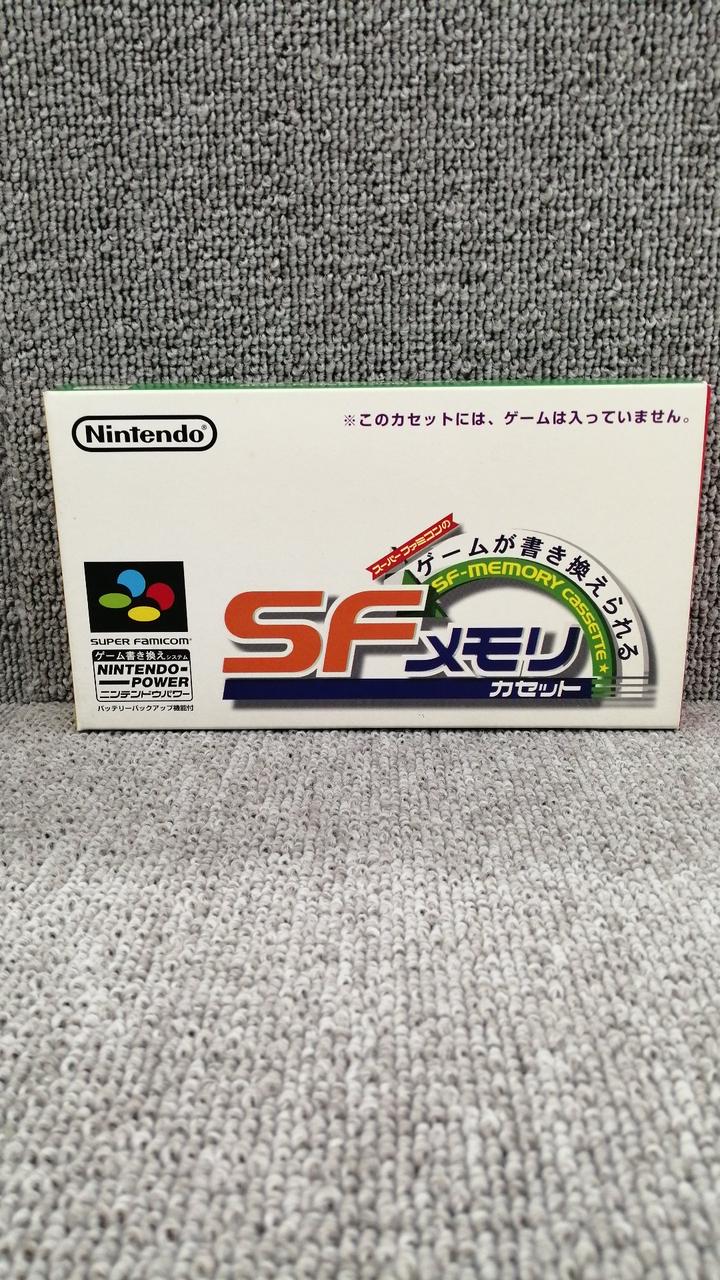 Nintendo®
※このカセットには、ゲームは入っていません。
スーパーファミコンの
ゲームが書き換えられる
SF-MEMORY CASSETTE★
SFメモリ
カセット
SUPER FAMICOM
ゲーム書き換えシステム
NINTENDO-
POWER
ニンテンドウパワー
バッテリーバックアップ機能付